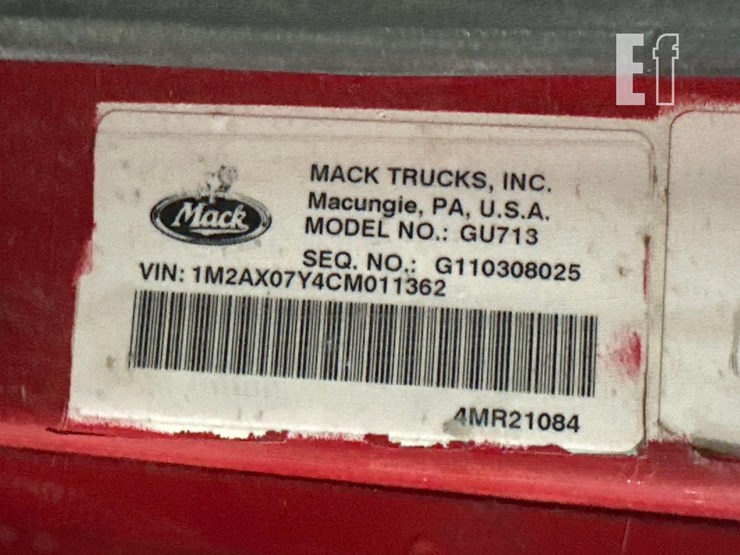 Ef
Mack
MACK TRUCKS, INC.
Macungie, PA, U.S.A.
MODEL NO.: GU713
SEQ. NO.: G110308025
VIN: 1M2AX07Y4CM011362
4MR21084